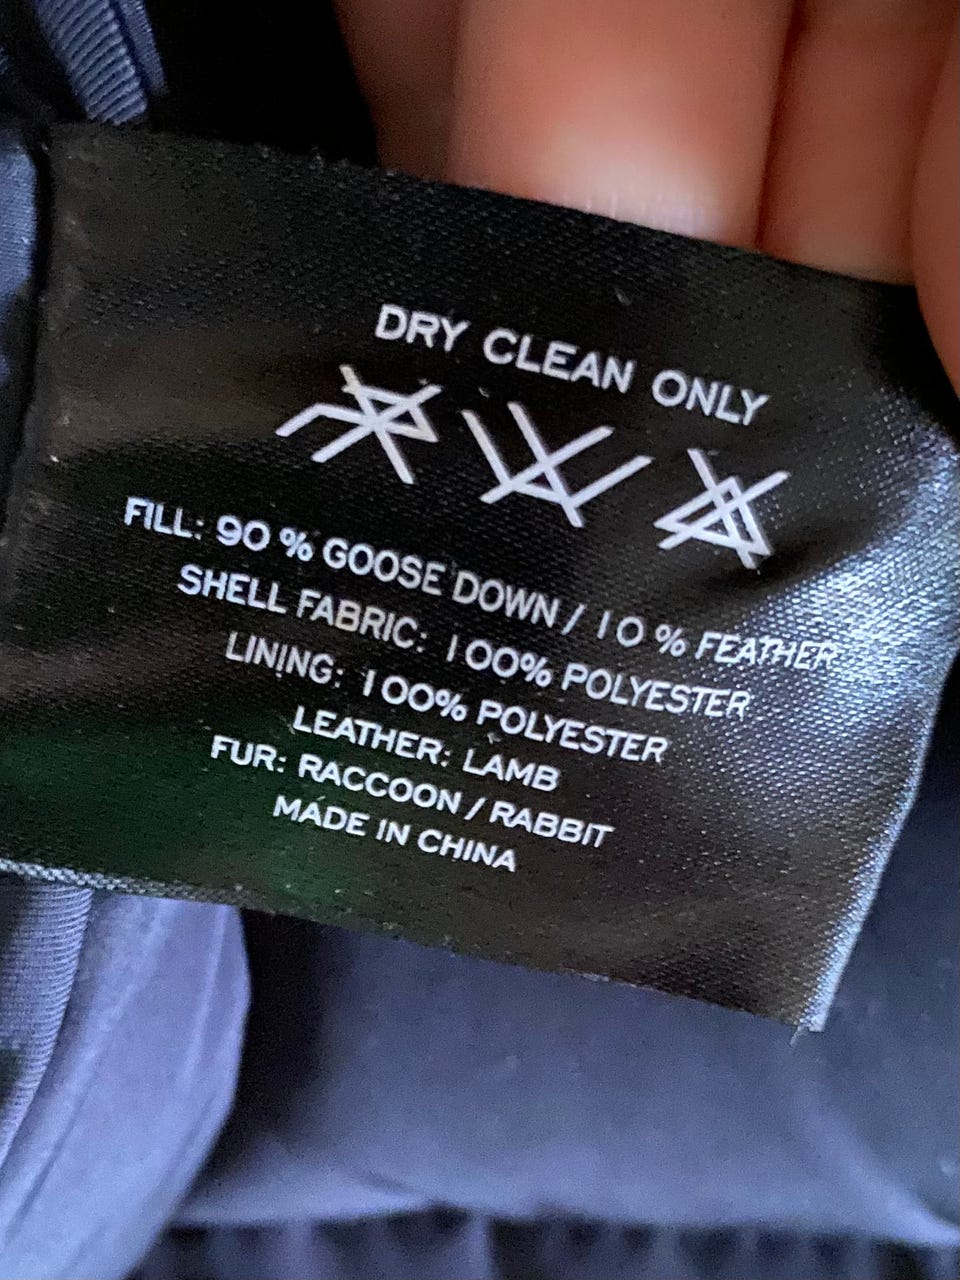 DRY CLEAN ONLY
FILL: 90 % GOOSE DOWN / 10 % FEATHER
SHELL FABRIC: 100% POLYESTER
LINING: 100% POLYESTER
LEATHER: LAMB
FUR: RACCOON / RABBIT
MADE IN CHINA